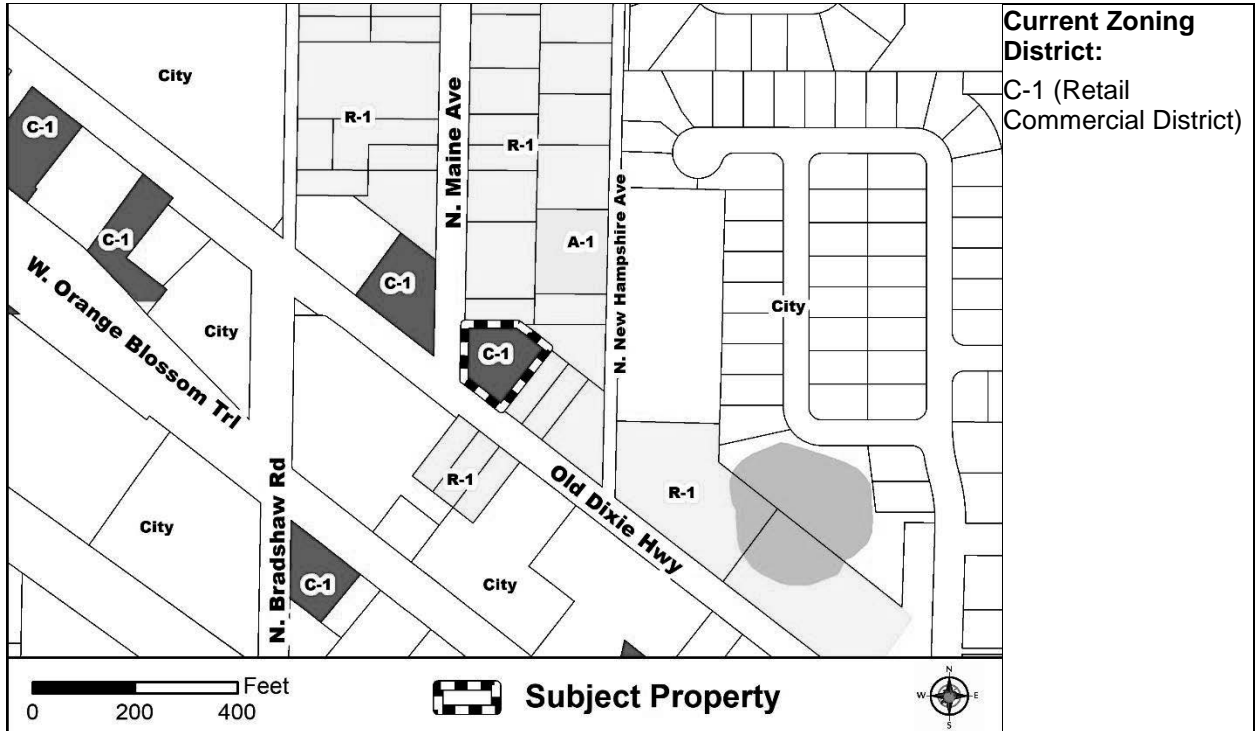 Current Zoning
District:
C-1 (Retail
Commercial District)
City
C-1
R-1
N. Maine Ave
R-1
C-1
A-1
N. New Hampshire Ave
C-1
City
City
W. Orange Blossom Trl
C-1
R-1
Old Dixie Hwy
R-1
City
N. Bradshaw Rd
C-1
City
Feet
0 200 400
Subject Property
N
W E
S